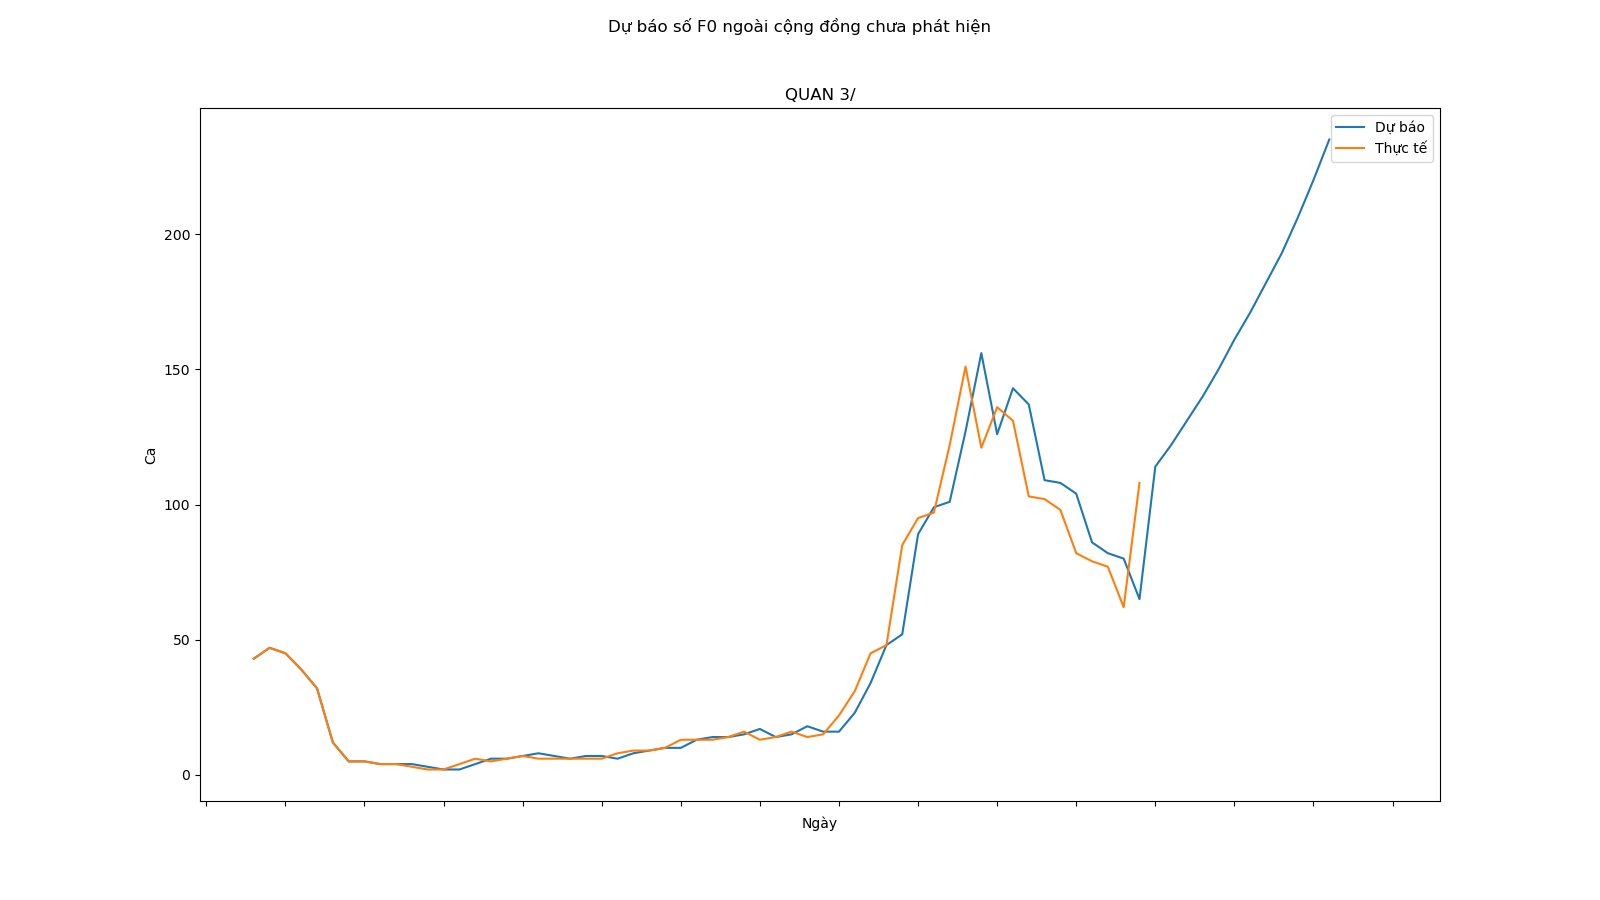 Dự báo số F0 ngoài cộng đồng chưa phát hiện
QUAN 3/
Dự báo
Thực tế
200
150
100
50
0
Ca
Ngày